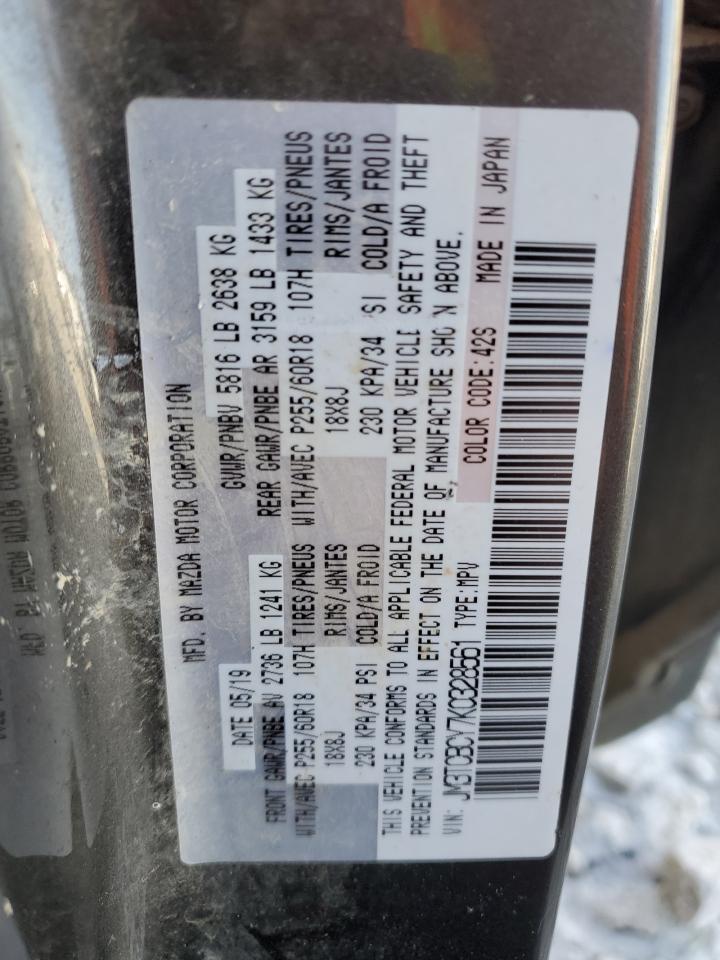 MFD. BY MAZDA MOTOR CORPORATION
DATE 05/19 GVWR/PNBV 5816 LB 2638 KG
FRONT GAWR/PNBE AV 2736 LB 1241 KG REAR GAWR/PNBE AR 3159 LB 1433 KG
WITH/AVEC P255/60R18 107H TIRES/PNEUS WITH/AVEC P255/60R18 107H TIRES/PNEUS
18X8J RIMS/JANTES 18X8J RIMS/JANTES
230 KPA/34 PSI COLD/A FROID 230 KPA/34 PSI COLD/A FROID
THIS VEHICLE CONFORMS TO ALL APPLICABLE FEDERAL MOTOR VEHICLE SAFETY AND THEFT
PREVENTION STANDARDS IN EFFECT ON THE DATE OF MANUFACTURE SHOWN ABOVE.
VIN: JM3TCBCY7KC328561 TYPE:MPV COLOR CODE:42S MADE IN JAPAN